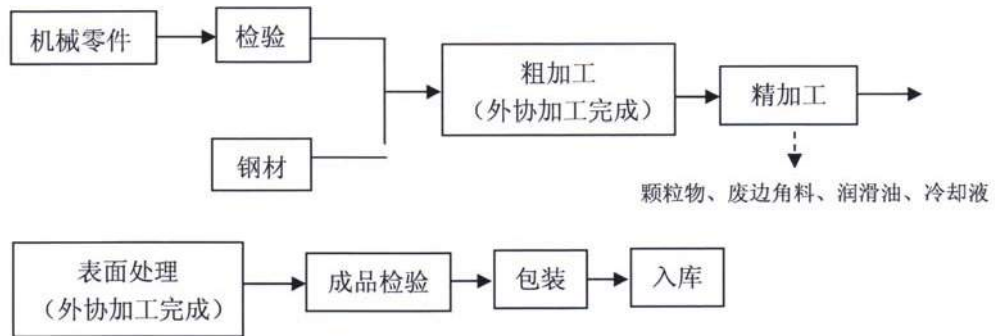 机械零件
检验
粗加工
（外协加工完成）
精加工
钢材
颗粒物、废边角料、润滑油、冷却液
表面处理
（外协加工完成）
成品检验
包装
入库